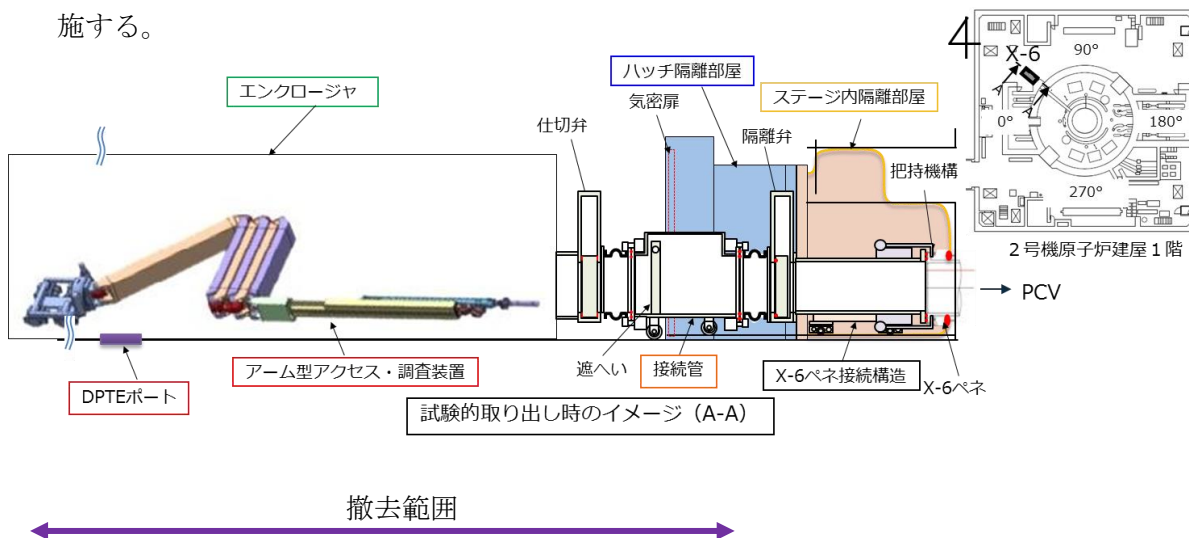 施する。
エンクロージャ
仕切弁
ハッチ隔離部屋
気密扉
ステージ内隔離部屋
隔離弁
把持機構
4
X-6
A
A
90°
0°
180°
270°
2号機原子炉建屋1階
PCV
DPTEポート
アーム型アクセス・調査装置
遮へい
接続管
X-6ペネ接続構造
X-6ペネ
試験的取り出し時のイメージ（A-A）
撤去範囲